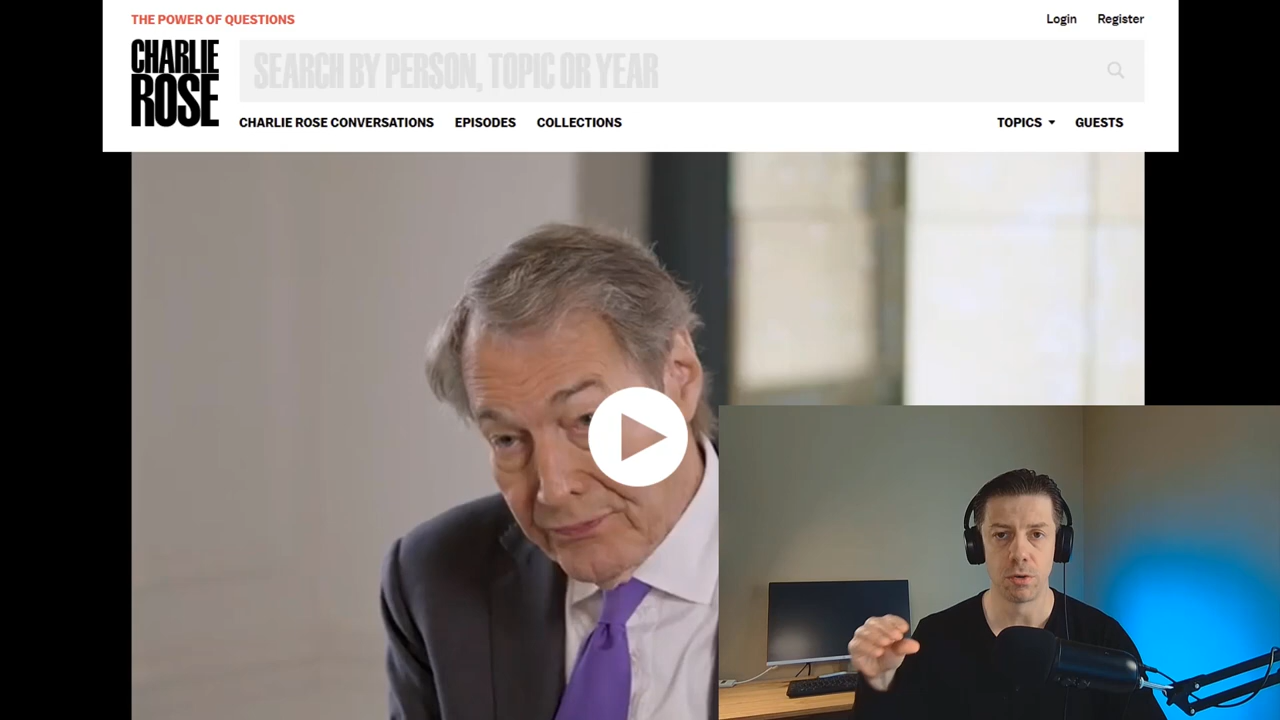 THE POWER OF QUESTIONS
Login Register
CHARLIE
ROSE
SEARCH BY PERSON, TOPIC OR YEAR
CHARLIE ROSE CONVERSATIONS EPISODES COLLECTIONS TOPICS GUESTS